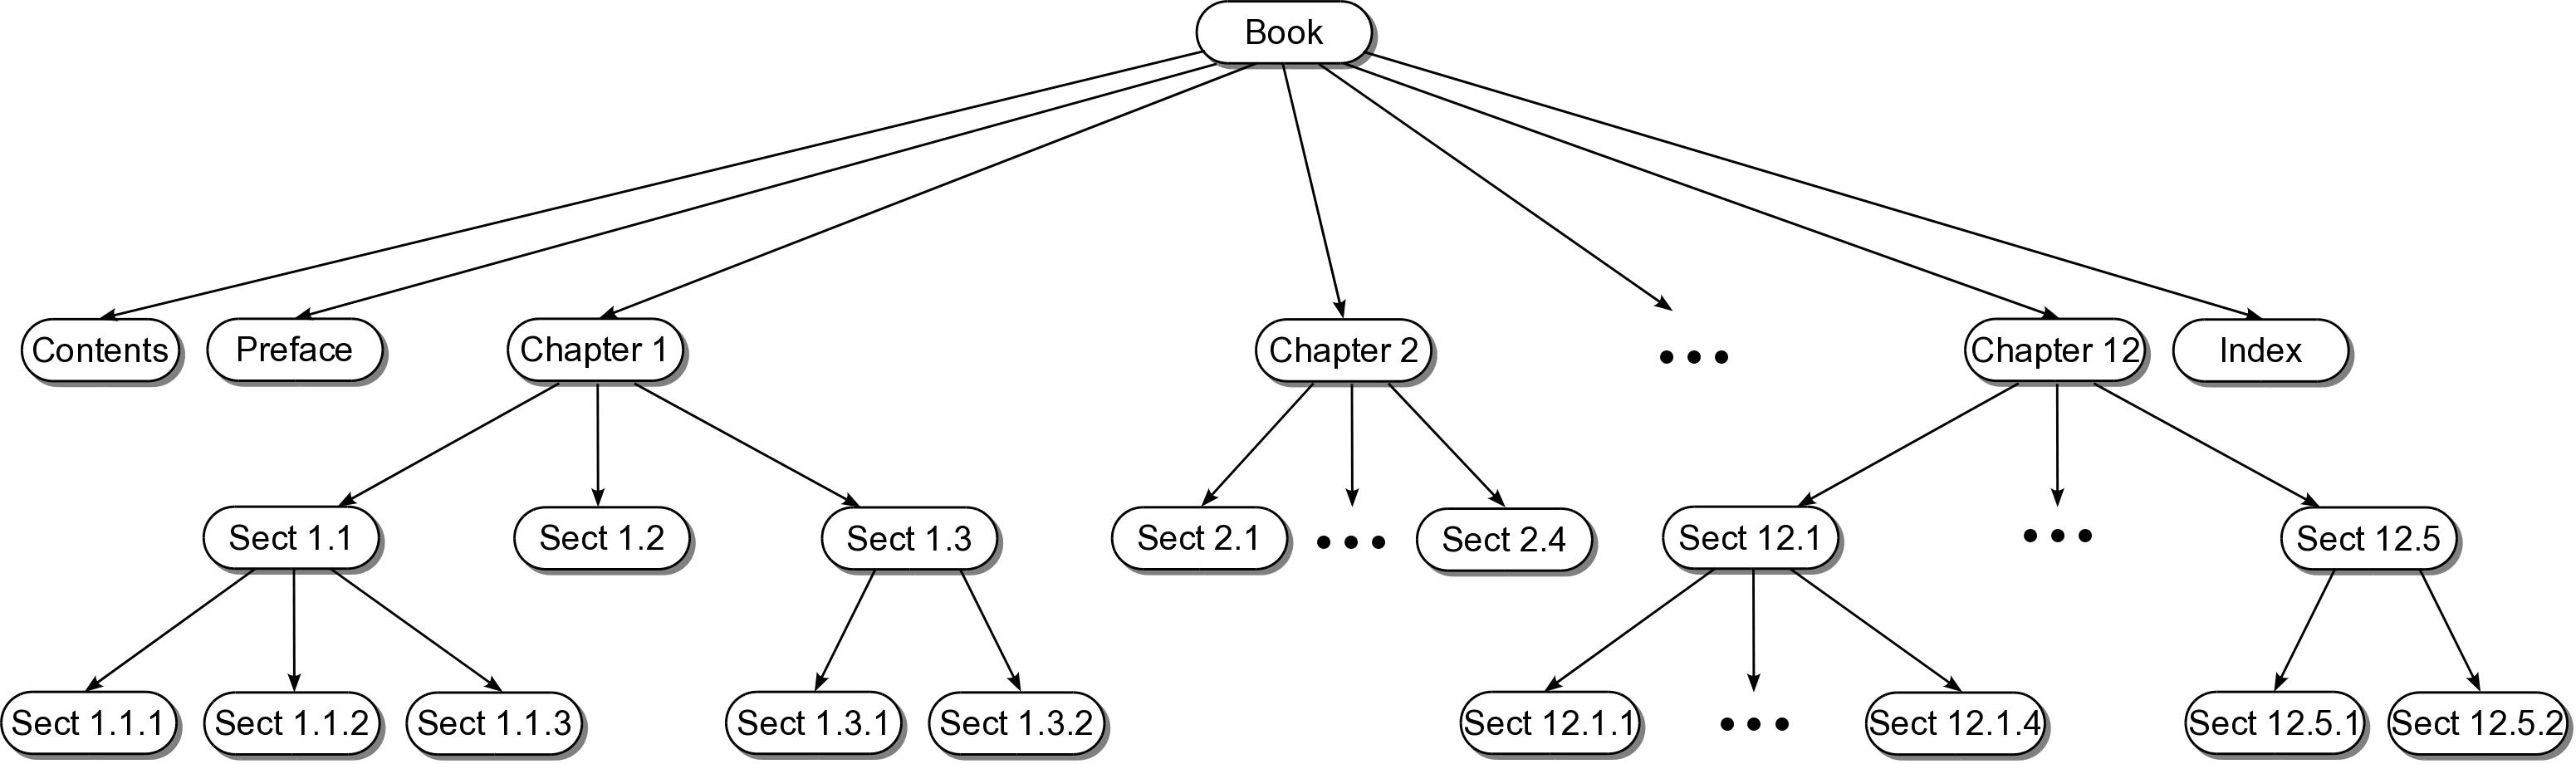 Book
Contents
Preface
Chapter 1
Chapter 2
...
Chapter 12
Index
Sect 1.1
Sect 1.2
Sect 1.3
Sect 2.1
...
Sect 2.4
Sect 12.1
...
Sect 12.5
Sect 1.1.1
Sect 1.1.2
Sect 1.1.3
Sect 1.3.1
Sect 1.3.2
Sect 12.1.1
...
Sect 12.1.4
Sect 12.5.1
Sect 12.5.2